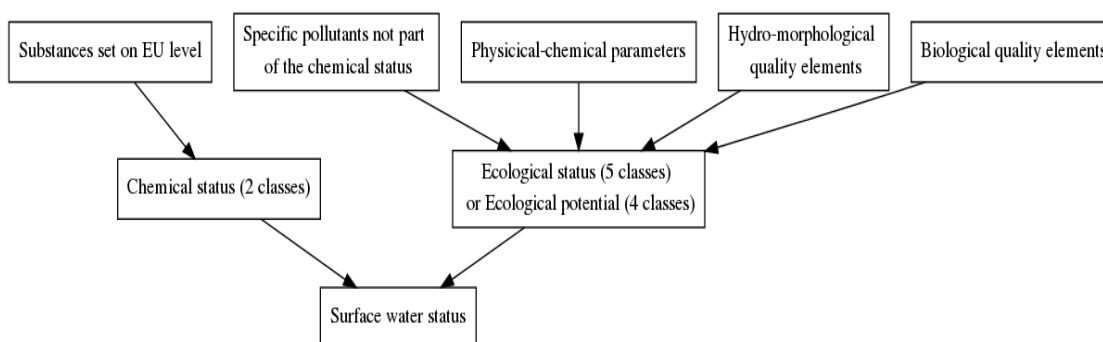 Substances set on EU level
Specific pollutants not part
of the chemical status
Physicical-chemical parameters
Hydro-morphological
quality elements
Biological quality elements
Chemical status (2 classes)
Ecological status (5 classes)
or Ecological potential (4 classes)
Surface water status